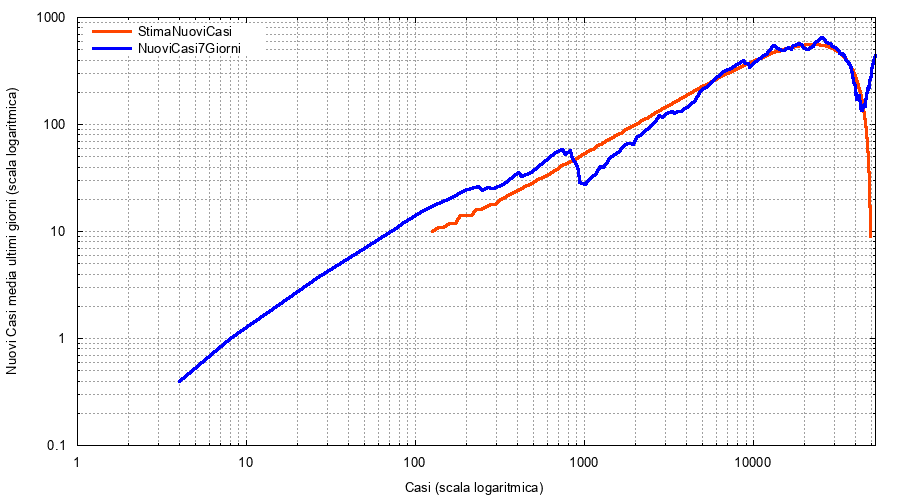 1000
100
10
1
0.1
1
10
100
1000
10000
Nuovi Casi media ultimi giorni (scala logaritmica)
Casi (scala logaritmica)
StimaNuoviCasi
NuoviCasi7Giorni